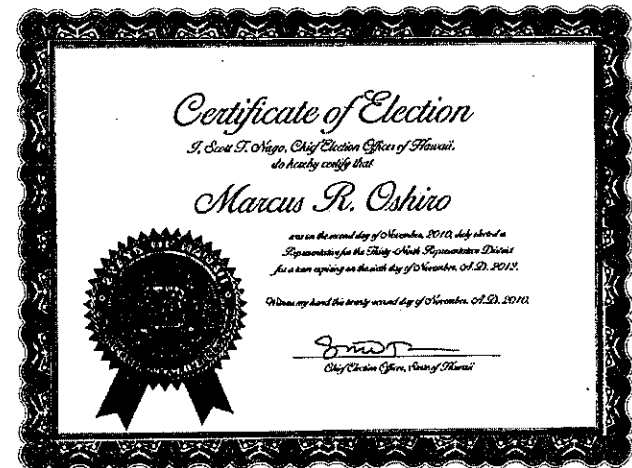 Certificate of Election
I, Scott T. Nago, Chief Election Officer of Hawaii,
do hereby certify that
Marcus R. Oshiro
was on the second day of November, 2010, duly elected a
Representative for the Thirty-Ninth Representative District
for a term expiring on the sixth day of November, A.D. 2012.
Witness my hand this twenty second day of November, A.D. 2010.
Chief Election Officer, State of Hawaii